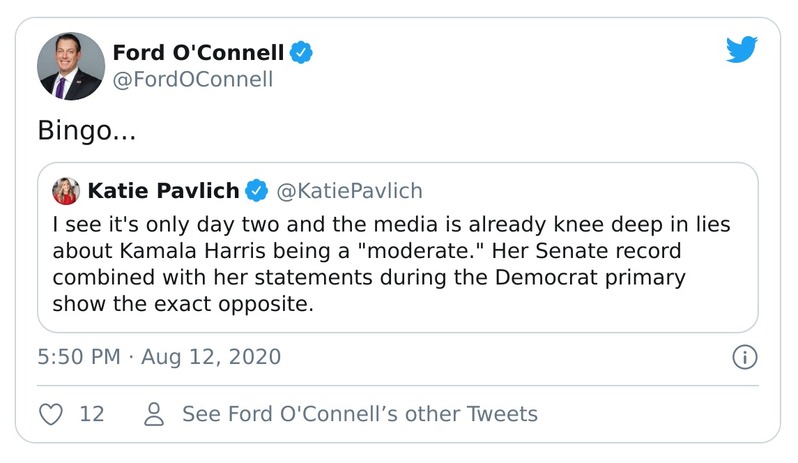 Ford O'Connell
@FordOConnell
Bingo...
Katie Pavlich @KatiePavlich
I see it's only day two and the media is already knee deep in lies
about Kamala Harris being a "moderate." Her Senate record
combined with her statements during the Democrat primary
show the exact opposite.
5:50 PM · Aug 12, 2020
12 See Ford O'Connell’s other Tweets